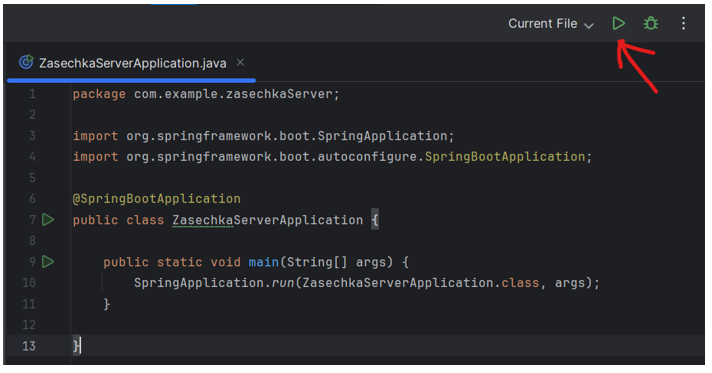 Current File
ZasechkaServerApplication.java
1 package com.example.zasechkaServer;
2
3 import org.springframework.boot.SpringApplication;
4 import org.springframework.boot.autoconfigure.SpringBootApplication;
5
6 @SpringBootApplication
7 public class ZasechkaServerApplication {
8
9     public static void main(String[] args) {
10         SpringApplication.run(ZasechkaServerApplication.class, args);
11     }
12
13 }